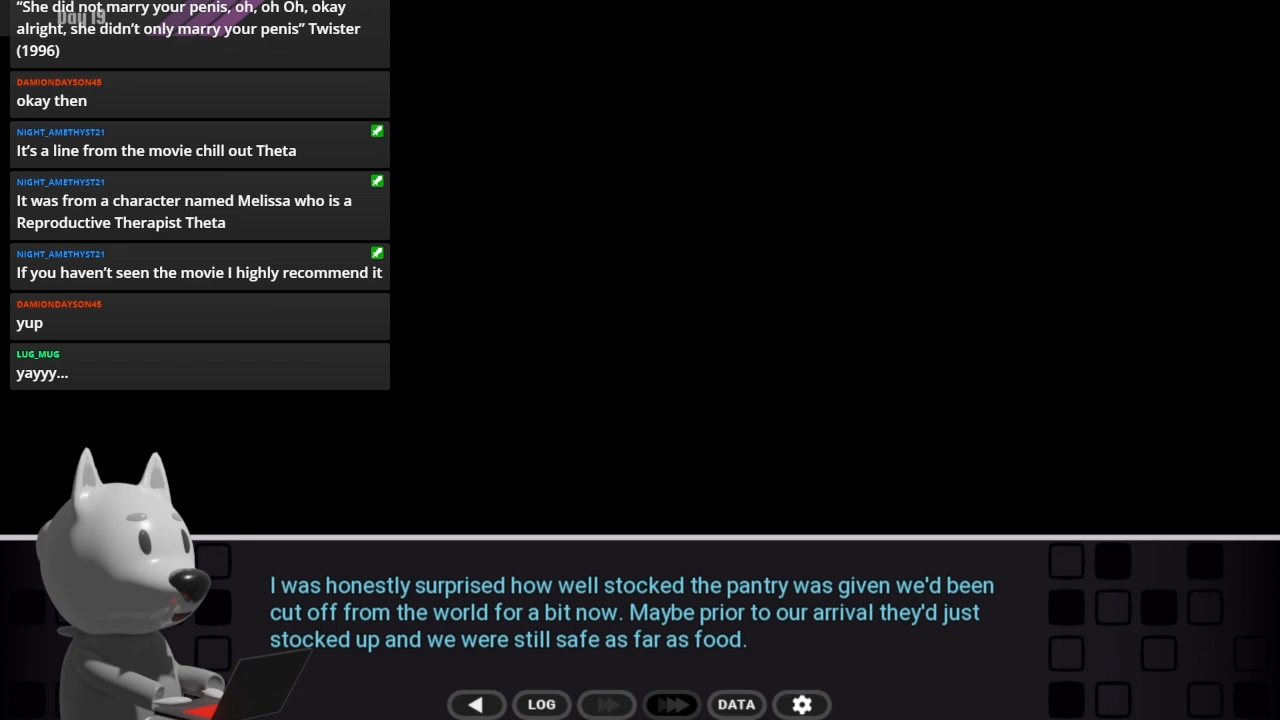 “She did not marry your penis, oh, oh Oh, okay
Day 19
alright, she didn’t only marry your penis” Twister
(1996)
DAMIONDAYSON45
okay then
NIGHT_AMETHYST21
It’s a line from the movie chill out Theta
NIGHT_AMETHYST21
It was from a character named Melissa who is a
Reproductive Therapist Theta
NIGHT_AMETHYST21
If you haven’t seen the movie I highly recommend it
DAMIONDAYSON45
yup
LUG_MUG
yayyy...
I was honestly surprised how well stocked the pantry was given we'd been
cut off from the world for a bit now. Maybe prior to our arrival they'd just
stocked up and we were still safe as far as food.
LOG
DATA